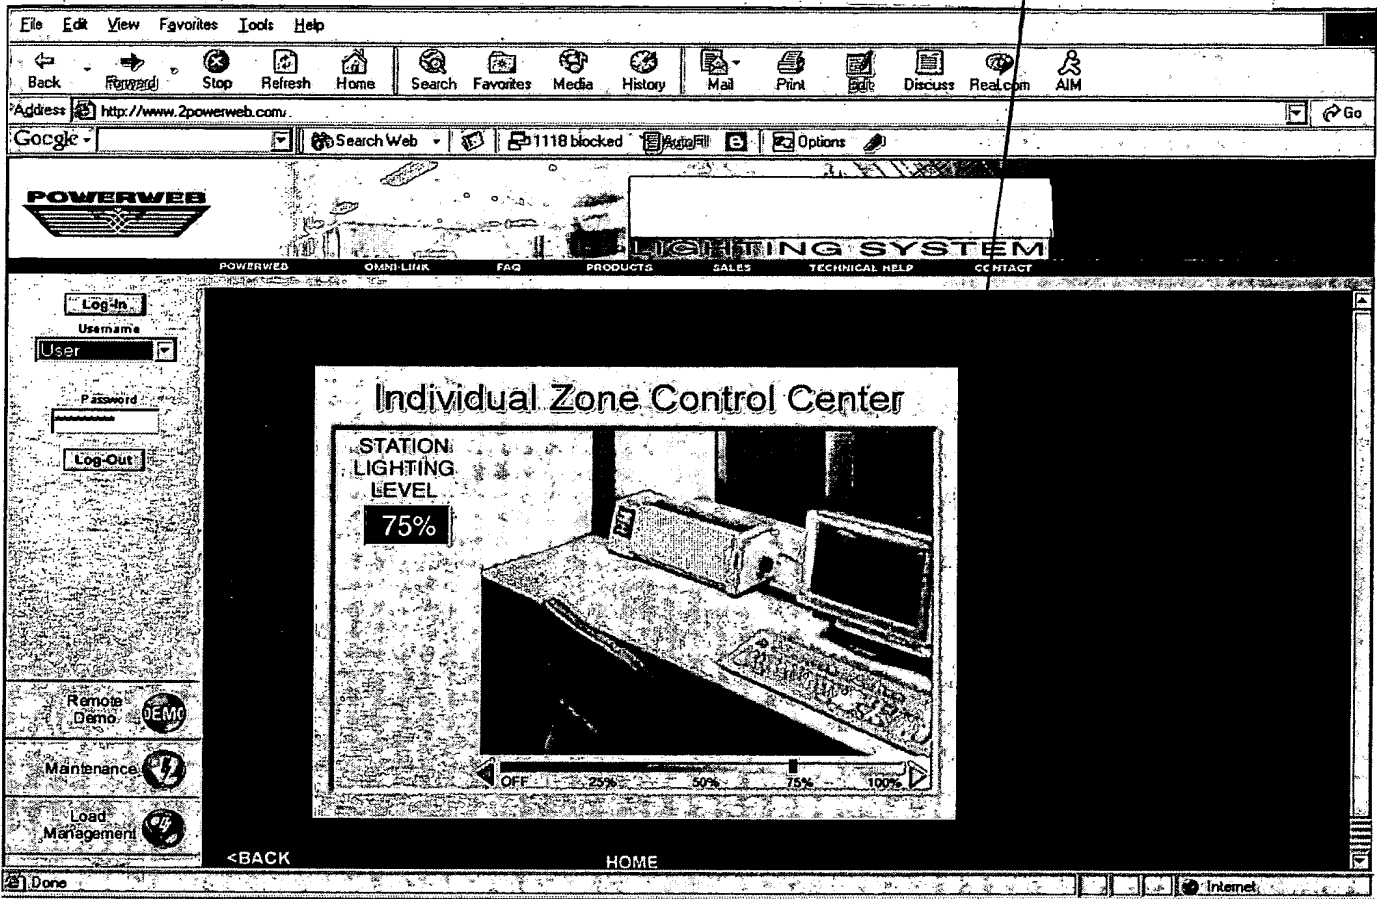 File Edit View Favorites Tools Help
Back Forward Stop Refresh Home Search Favorites Media History Mail Print Edit Discuss Real.com AIM
Address http://www.2powerweb.com/ Go
Google Search Web 1118 blocked AutoFill Options
POWERWEB
LIGHTING SYSTEM
POWERWEB OMNI-LINK FAQ PRODUCTS SALES TECHNICAL HELP CONTACT
Log-In
Username
User
Password
Log-Out
Individual Zone Control Center
STATION
LIGHTING
LEVEL
75%
OFF 25% 50% 75% 100%
Remote
Demo
DEMO
Maintenance
Load
Management
<BACK HOME
Done Internet